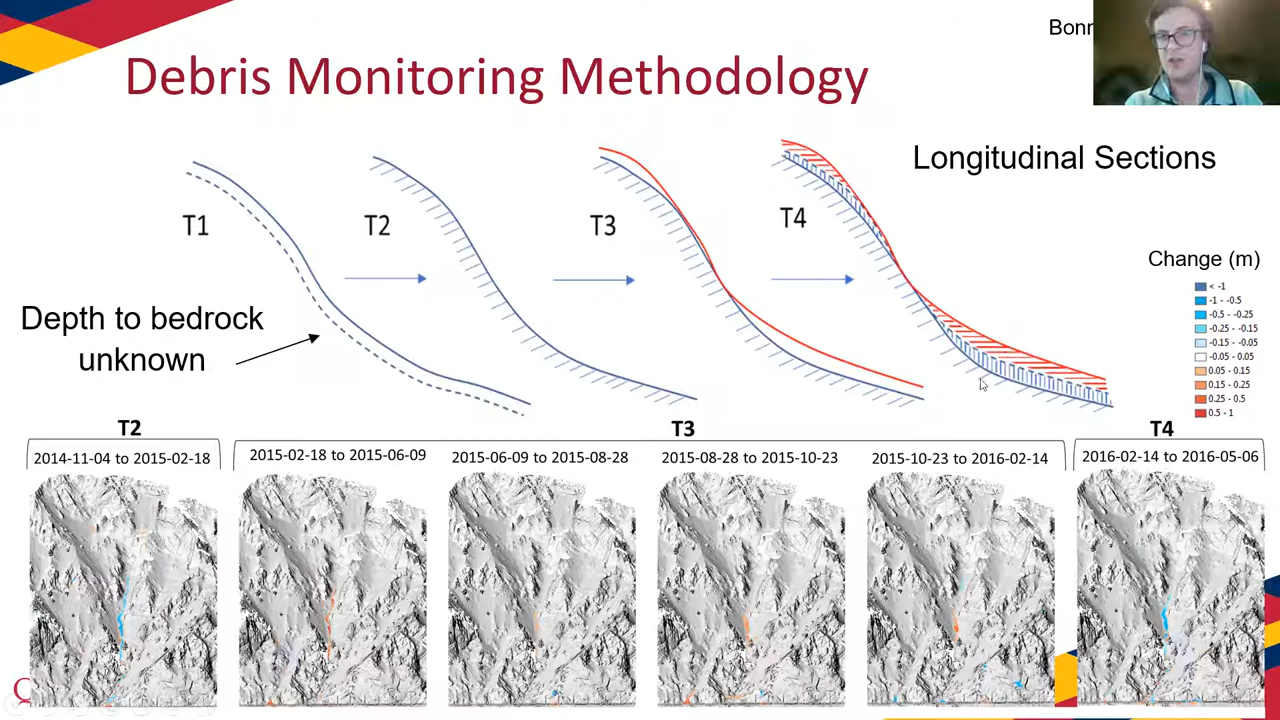 Bonn
Debris Monitoring Methodology
Longitudinal Sections
T1
T2
T3
T4
Depth to bedrock
unknown
Change (m)
< -1
-1 - -0.5
-0.5 - -0.25
-0.25 - -0.15
-0.15 - -0.05
-0.05 - 0.05
0.05 - 0.15
0.15 - 0.25
0.25 - 0.5
0.5 - 1
T2
T3
T4
2014-11-04 to 2015-02-18
2015-02-18 to 2015-06-09
2015-06-09 to 2015-08-28
2015-08-28 to 2015-10-23
2015-10-23 to 2016-02-14
2016-02-14 to 2016-05-06